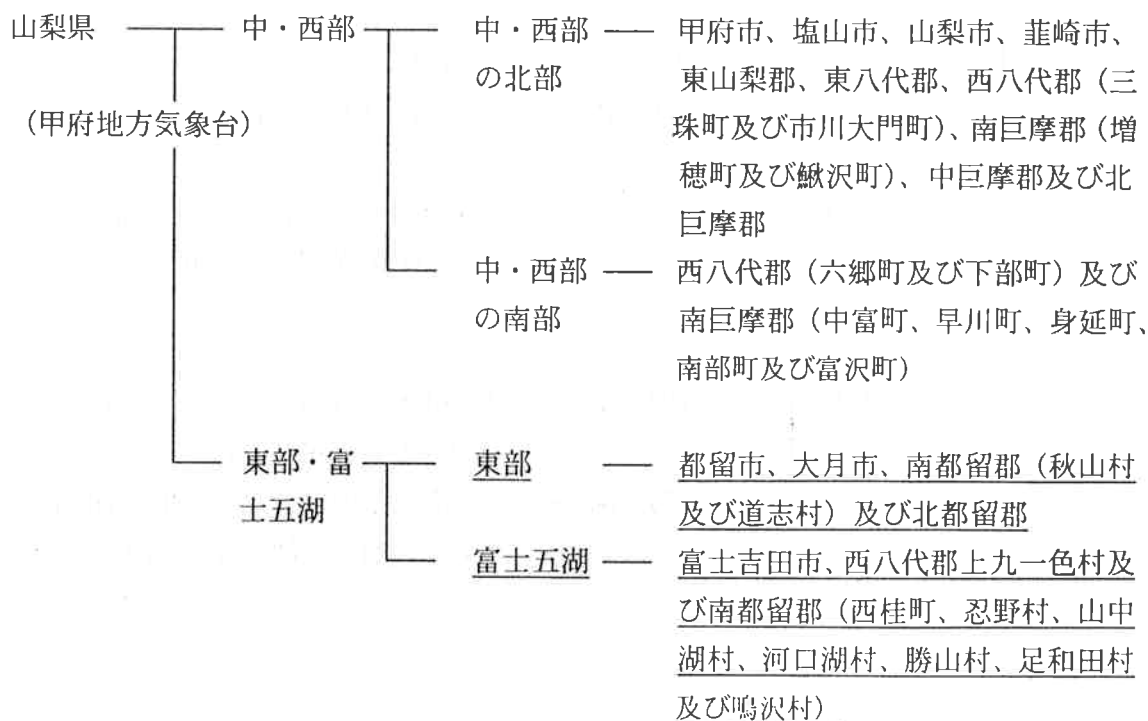 山梨県
中・西部
中・西部
甲府市、塩山市、山梨市、韮崎市、
の北部
東山梨郡、東八代郡、西八代郡（三
（甲府地方気象台）
珠町及び市川大門町）、南巨摩郡（増
穂町及び鰍沢町）、中巨摩郡及び北
巨摩郡
中・西部
西八代郡（六郷町及び下部町）及び
の南部
南巨摩郡（中富町、早川町、身延町、
南部町及び富沢町）
東部・富
東部
都留市、大月市、南都留郡（秋山村
士五湖
及び道志村）及び北都留郡
富士五湖
富士吉田市、西八代郡上九一色村及
び南都留郡（西桂町、忍野村、山中
湖村、河口湖村、勝山村、足和田村
及び鳴沢村）